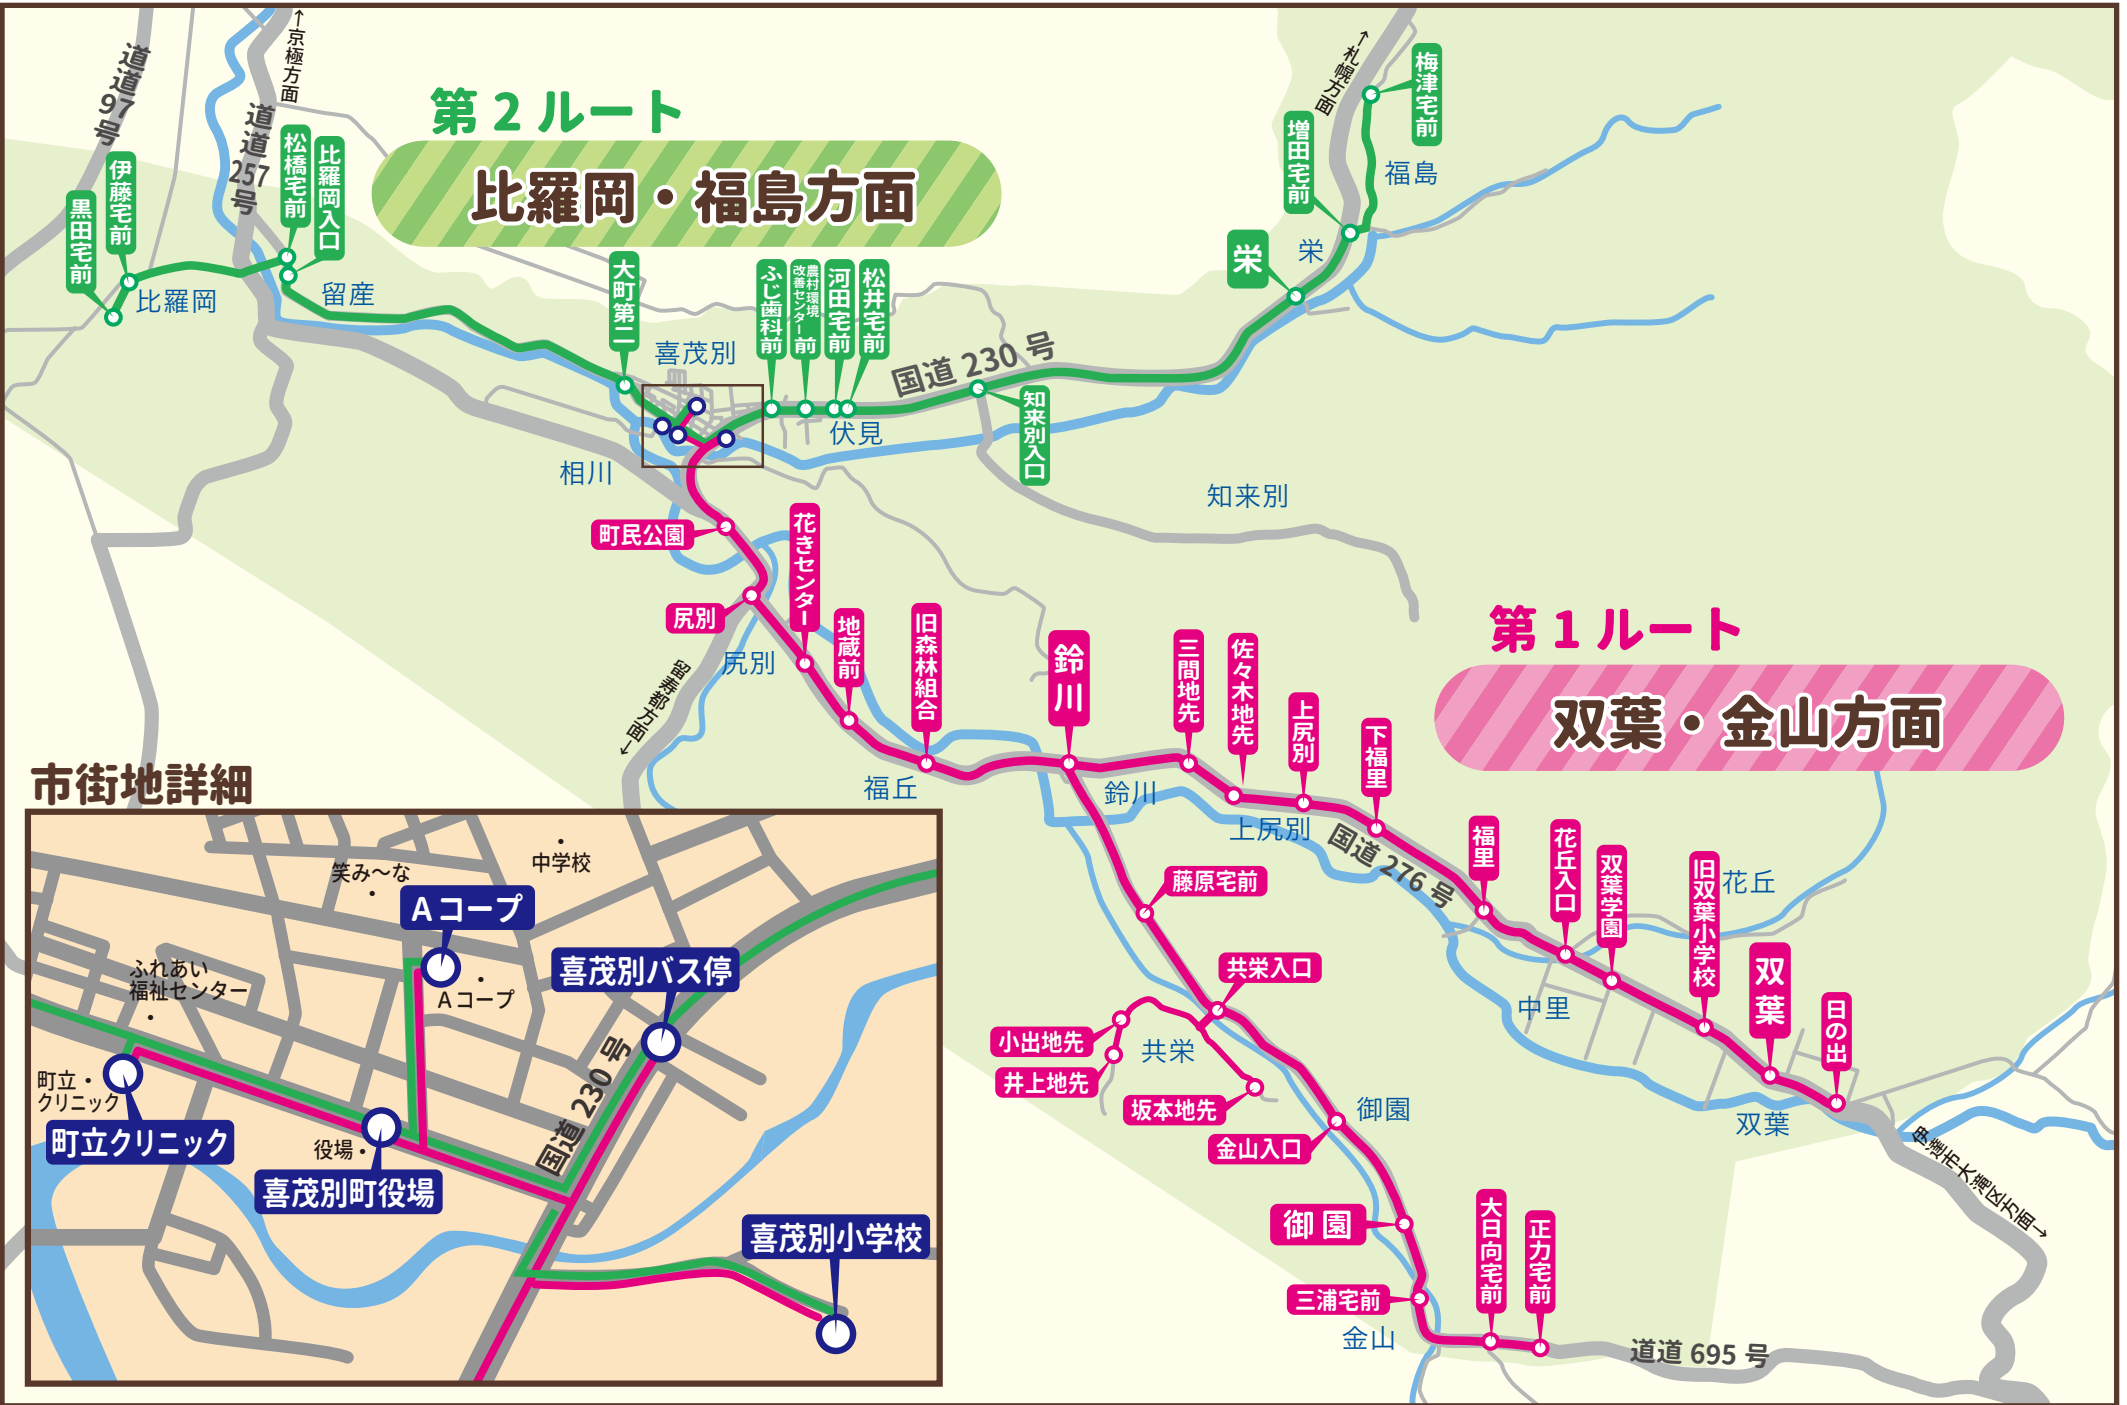 道道97号
道道257号
↑京極方面
第2ルート
比羅岡・福島方面
黒田宅前
伊藤宅前
松橋宅前
比羅岡入口
比羅岡
留産
大町第二
喜茂別
ふじ歯科前
農村環境改善センター前
河田宅前
松井宅前
伏見
国道230号
知来別入口
知来別
栄
栄
増田宅前
梅津宅前
福島
↑札幌方面
相川
町民公園
尻別
尻別
花きセンター
地蔵前
旧森林組合
福丘
留寿都方面→
第1ルート
双葉・金山方面
鈴川
鈴川
三間地先
佐々木地先
上尻別
上尻別
下福里
国道276号
福里
花丘入口
双葉学園
旧双葉小学校
花丘
双葉
日の出
中里
双葉
伊達市大滝区方面→
藤原宅前
共栄入口
小出地先
井上地先
共栄
坂本地先
金山入口
御園
御園
三浦宅前
金山
大日向宅前
正力宅前
道道695号
市街地詳細
中学校
笑み～な
Aコープ
Aコープ
喜茂別バス停
ふれあい
福祉センター
町立・
クリニック
町立クリニック
役場
喜茂別町役場
国道230号
喜茂別小学校